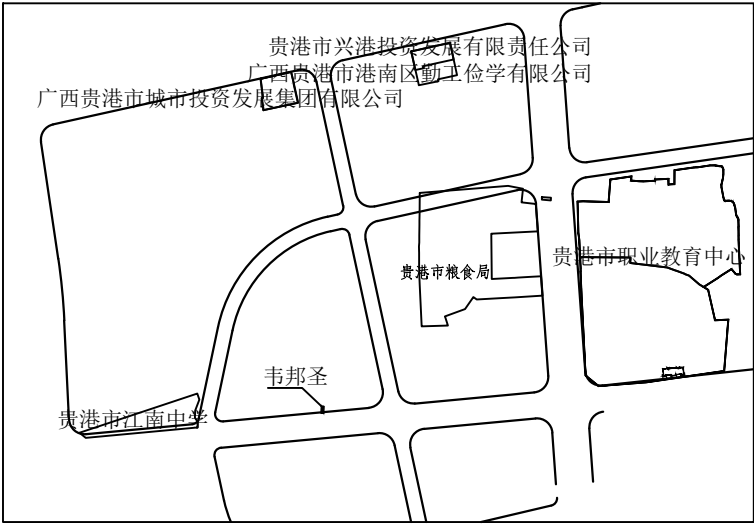 贵港市兴港投资发展有限责任公司
广西贵港市港南区勤工俭学有限公司
广西贵港市城市投资发展集团有限公司
贵港市职业教育中心
贵港市粮食局
韦邦圣
贵港市江南中学